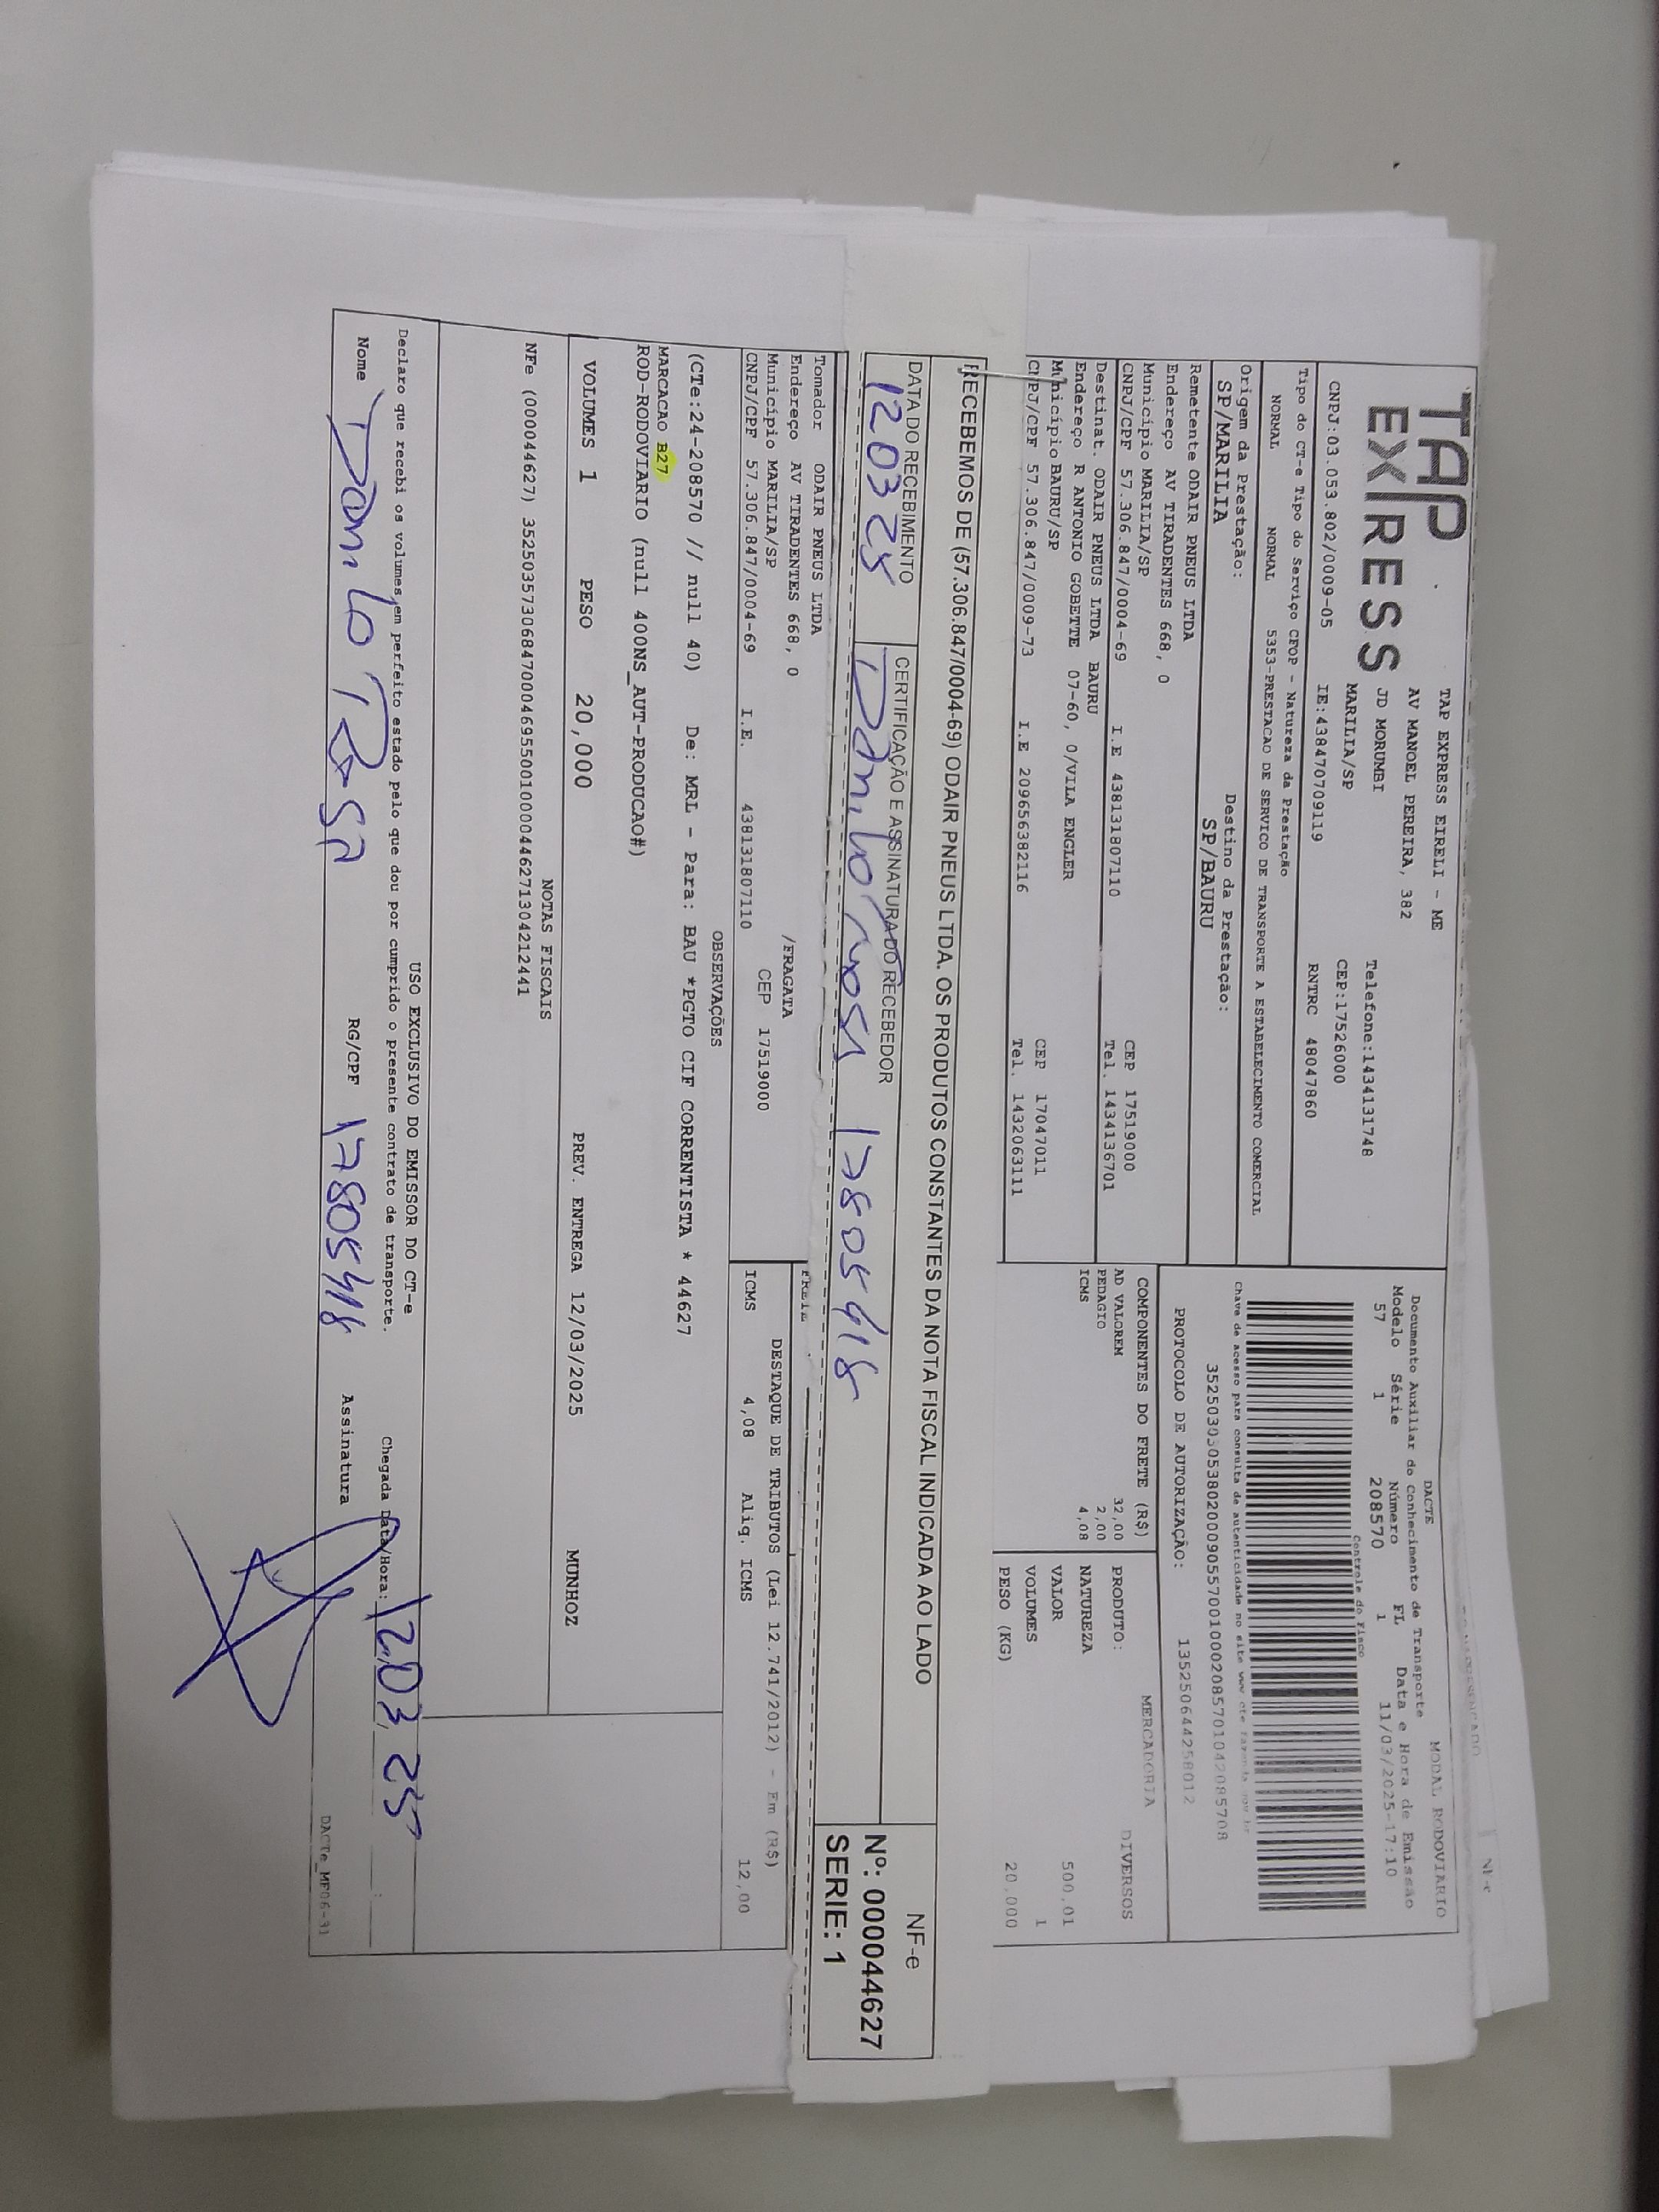 TAP
EXPRESS
TAP EXPRESS EIRELI - ME
AV MANOEL PEREIRA, 382
JD MORUMBI
MARILIA/SP
Telefone:1434131748
CEP:17526000
CNPJ:03.053.802/0009-05 IE:438470709119 RNTRC 48047860
Tipo do CT-e Tipo do Serviço CFOP - Natureza da Prestação
NORMAL NORMAL 5353-PRESTACAO DE SERVICO DE TRANSPORTE A ESTABELECIMENTO COMERCIAL
Origem da Prestação: Destino da Prestação:
SP/MARILIA SP/BAURU
DACTE
Documento Auxiliar do Conhecimento de Transporte
MODAL RODOVIARIO
Modelo Série Número FL Data e Hora de Emissão
57 1 208570 1 11/03/2025-17:10
Controle do Fisco
Chave de acesso para consulta de autenticidade no site www
PROTOCOLO DE AUTORIZAÇÃO:
Remetente ODAIR PNEUS LTDA
Endereço AV TIRADENTES 668, 0
Município MARILIA/SP CEP 17519000
CNPJ/CPF 57.306.847/0004-69 I.E 438131807110 Tel. 1434136701
Destinat. ODAIR PNEUS LTDA BAURU
Endereço R ANTONIO GOBETTE 07-60, 0/VILA ENGLER
Município BAURU/SP CEP 17047011
CNPJ/CPF 57.306.847/0009-73 I.E 209656382116 Tel. 1432063111
COMPONENTES DO FRETE (R$)
AD VALOREM 32,00
PEDAGIO 2,00
ICMS 4,08
MERCADORIA
PRODUTO: DIVERSOS
NATUREZA
VALOR 500,01
VOLUMES 1
PESO (KG) 20,000
RECEBEMOS DE (57.306.847/0004-69) ODAIR PNEUS LTDA. OS PRODUTOS CONSTANTES DA NOTA FISCAL INDICADA AO LADO
DATA DO RECEBIMENTO CERTIFICAÇÃO E ASSINATURA DO RECEBEDOR
12 03 25 Danilo Rosa
NF-e
Nº: 000044627
SERIE: 1
Tomador ODAIR PNEUS LTDA
Endereço AV TIRADENTES 668, 0 /FRAGATA
Município MARILIA/SP CEP 17519000
CNPJ/CPF 57.306.847/0004-69 I.E. 438131807110
DESTAQUE DE TRIBUTOS (Lei 12.741/2012) - Em (R$)
ICMS 4,08 Aliq. ICMS 12,00
OBSERVAÇÕES
(CTe:24-208570 // null 40) De: MRL - Para: BAU *PGTO CIF CORRENTISTA * 44627
MARCACAO B27
ROD-RODOVIARIO (null 400NS_AUT-PRODUCAO#)
VOLUMES 1 PESO 20,000 PREV. ENTREGA 12/03/2025 MUNHOZ
NOTAS FISCAIS
NFe (000044627) 35250357306847000469550010000446271304212441
USO EXCLUSIVO DO EMISSOR DO CT-e
Declaro que recebi os volumes em perfeito estado pelo que dou por cumprido o presente contrato de transporte.
Chegada Data/Hora: 12 03 25
Nome Danilo Rosa RG/CPF Assinatura